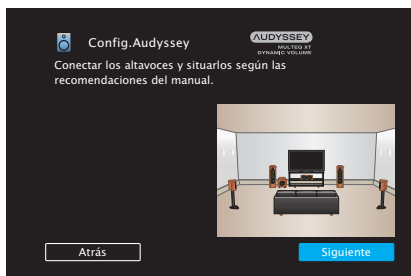 Config.Audyssey
AUDYSSEY
MULTEQ XT
DYNAMIC VOLUME
Conectar los altavoces y situarlos según las
recomendaciones del manual.
Atrás
Siguiente